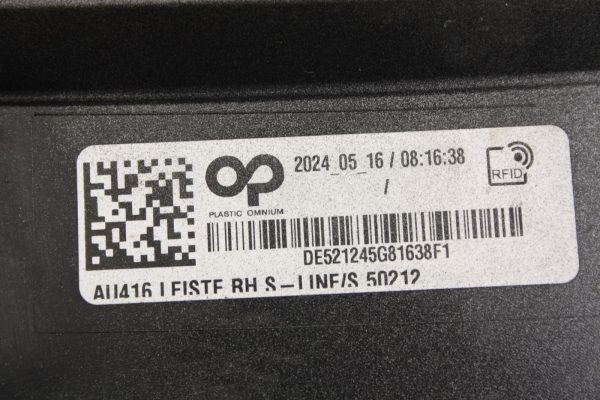 OP
PLASTIC OMNIUM
2024_05_16 / 08:16:38
/
RFID
DE521245G81638F1
AU416 LEISTE RH S-LINE/S 50212